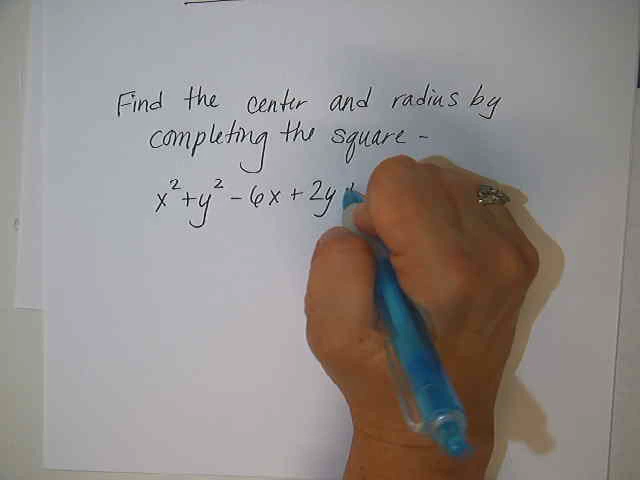 Find the center and radius by
completing the square -
x² + y² - 6x + 2y